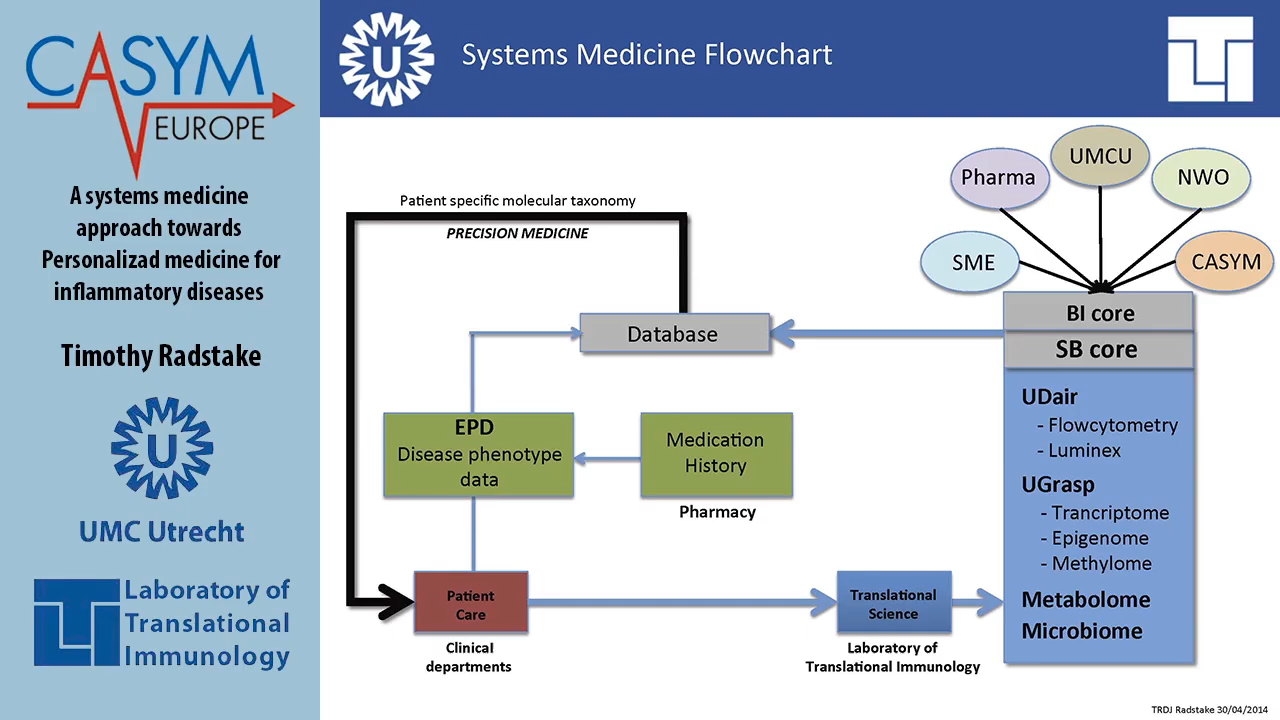 CASYM
EUROPE
A systems medicine
approach towards
Personalizad medicine for
inflammatory diseases
Timothy Radstake
U
UMC Utrecht
Laboratory of
Translational
Immunology
U
Systems Medicine Flowchart
Pharma
UMCU
NWO
SME
CASYM
Patient specific molecular taxonomy
PRECISION MEDICINE
Database
BI core
SB core
EPD
Disease phenotype
data
Medication
History
Pharmacy
UDair
- Flowcytometry
- Luminex
UGrasp
- Trancriptome
- Epigenome
- Methylome
Metabolome
Microbiome
Patient
Care
Clinical
departments
Translational
Science
Laboratory of
Translational Immunology
TRDJ Radstake 30/04/2014